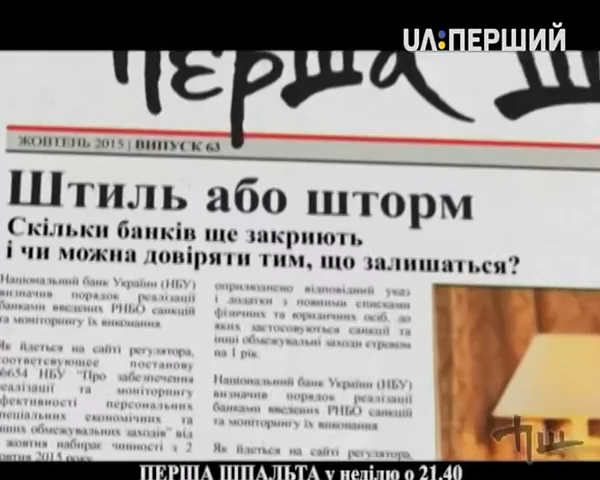 UA:ПЕРШИЙ
Перша Ш
ЖОВТЕНЬ 2015 | ВИПУСК 63
Штиль або шторм
Скільки банків ще закриють
і чи можна довіряти тим, що залишаться?
Національний банк України (НБУ)
визначив порядок реалізації
банками введених РНБО санкцій
та моніторингу їх виконання.
Як йдеться на сайті регулятора,
соответсвующее постанову
№654 НБУ "Про забезпечення
реалізації та моніторингу
ефективності персональних
спеціальних економічних та
інших обмежувальних заходів" від
жовтня набирає чинності з 2
жовтня 2015 року
оприлюднено відповідний указ
і додатки з повними списками
фізичних та юридичних осіб, до
яких застосовуються санкції та
інші обмежувальні заходи строком
на 1 рік.
Національний банк України (НБУ)
визначив порядок реалізації
банками введених РНБО санкцій
та моніторингу їх виконання
Як йдеться на сайті регулятора,
пш
ПЕРША ШПАЛЬТА у неділю о 21.40